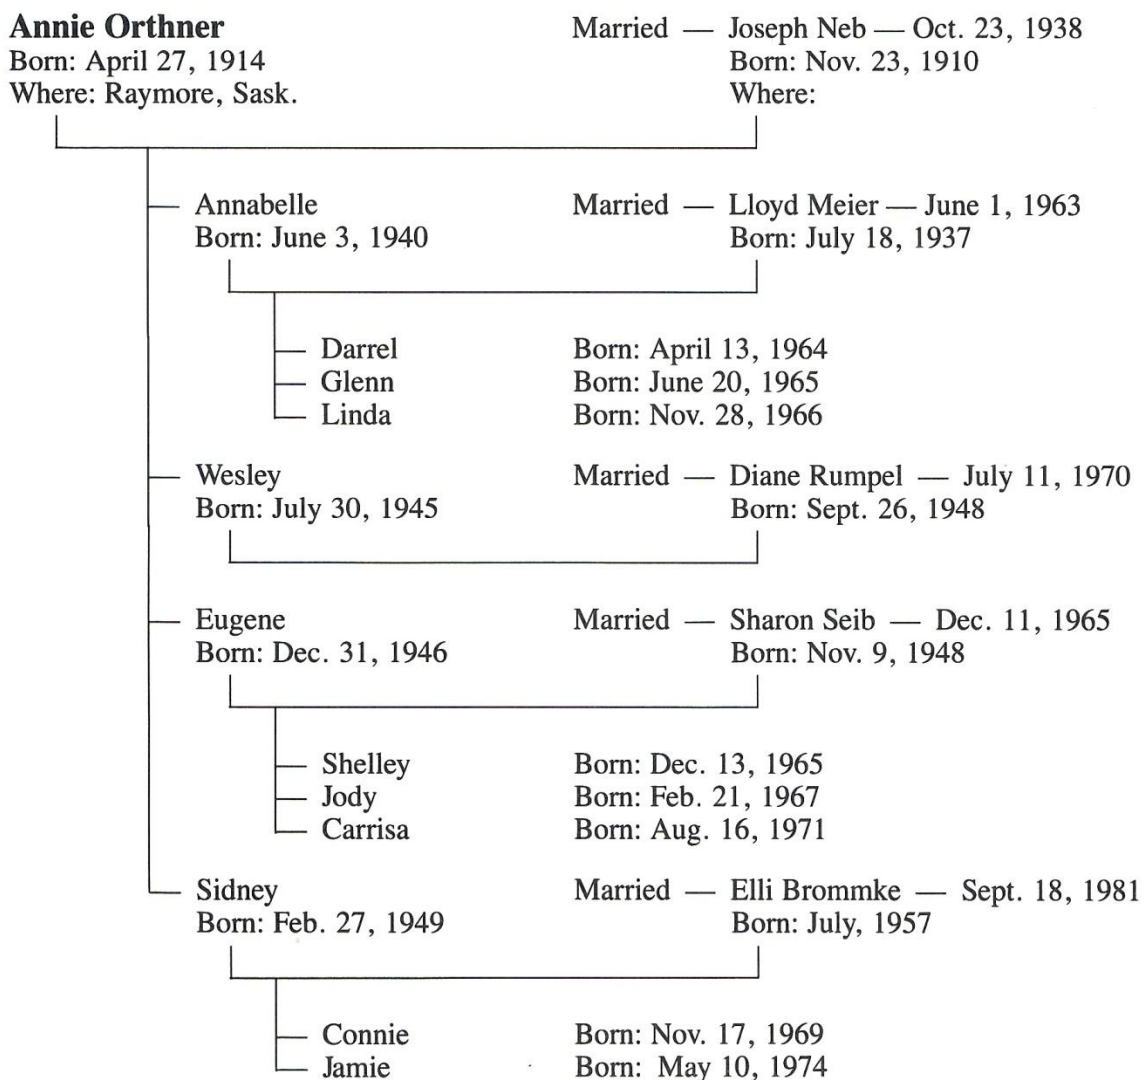 Annie Orthner Married — Joseph Neb — Oct. 23, 1938
Born: April 27, 1914 Born: Nov. 23, 1910
Where: Raymore, Sask. Where:
Annabelle Married — Lloyd Meier — June 1, 1963
Born: June 3, 1940 Born: July 18, 1937
Darrel Born: April 13, 1964
Glenn Born: June 20, 1965
Linda Born: Nov. 28, 1966
Wesley Married — Diane Rumpel — July 11, 1970
Born: July 30, 1945 Born: Sept. 26, 1948
Eugene Married — Sharon Seib — Dec. 11, 1965
Born: Dec. 31, 1946 Born: Nov. 9, 1948
Shelley Born: Dec. 13, 1965
Jody Born: Feb. 21, 1967
Carrisa Born: Aug. 16, 1971
Sidney Married — Elli Brommke — Sept. 18, 1981
Born: Feb. 27, 1949 Born: July, 1957
Connie Born: Nov. 17, 1969
Jamie Born: May 10, 1974